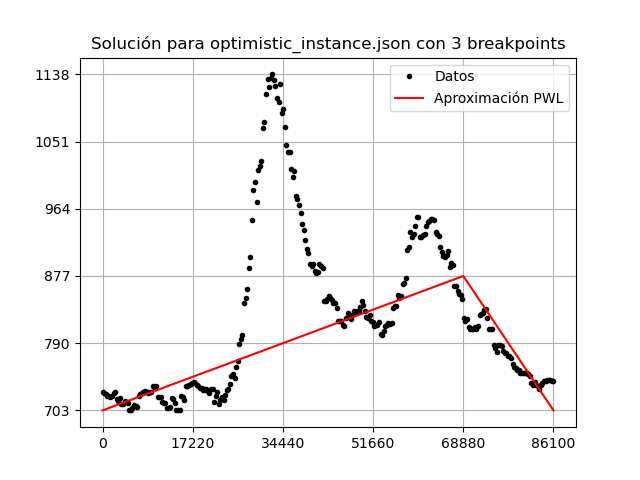 Solución para optimistic_instance.json con 3 breakpoints
Datos
Aproximación PWL
1138
1051
964
877
790
703
0 17220 34440 51660 68880 86100